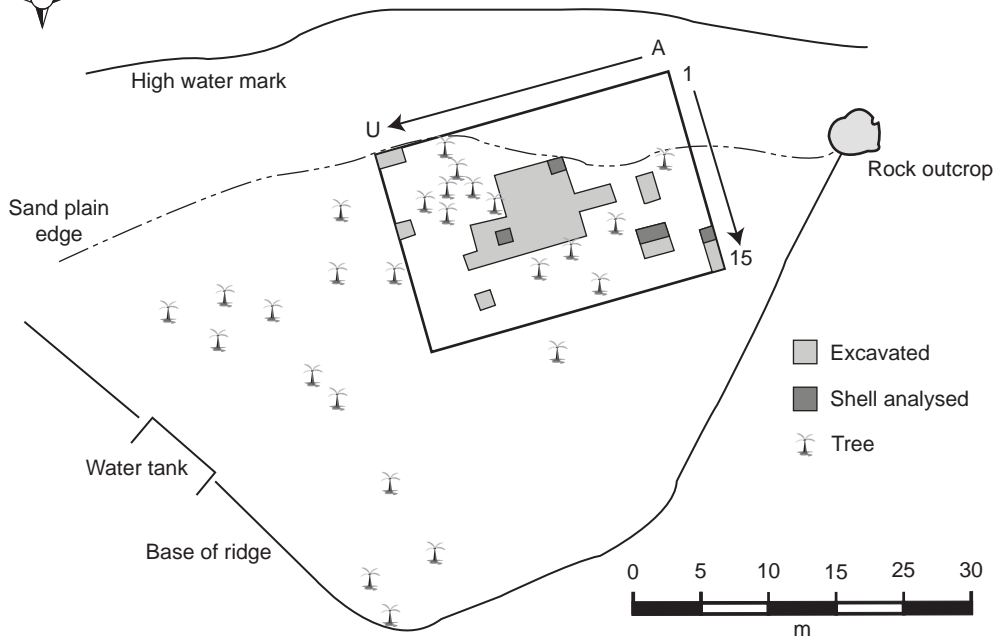 High water mark
A
1
U
Rock outcrop
Sand plain
edge
15
Excavated
Shell analysed
Tree
Water tank
Base of ridge
0 5 10 15 25 30
m